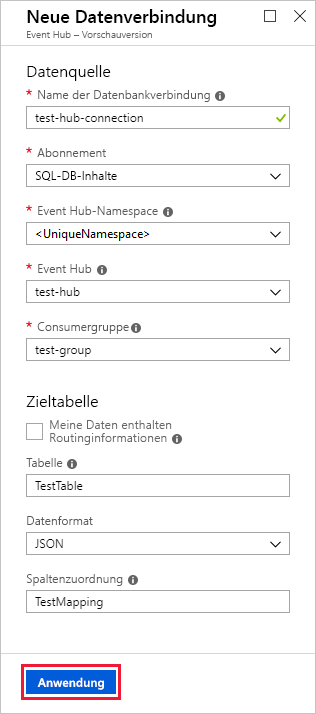 Neue Datenverbindung
Event Hub – Vorschauversion
Datenquelle
* Name der Datenbankverbindung
test-hub-connection
* Abonnement
SQL-DB-Inhalte
* Event Hub-Namespace
<UniqueNamespace>
* Event Hub
test-hub
* Consumergruppe
test-group
Zieltabelle
Meine Daten enthalten
Routinginformationen
Tabelle
TestTable
Datenformat
JSON
Spaltenzuordnung
TestMapping
Anwendung